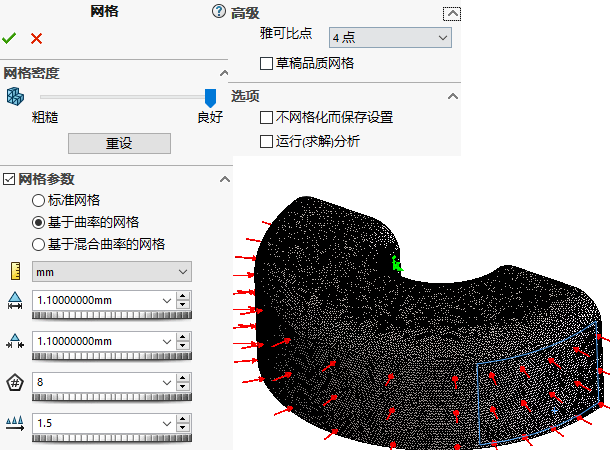 网格
网格密度
粗糙
良好
重设
网格参数
标准网格
基于曲率的网格
基于混合曲率的网格
mm
1.10000000mm
1.10000000mm
8
1.5
高级
雅可比点
4 点
草稿品质网格
选项
不网格化而保存设置
运行(求解)分析